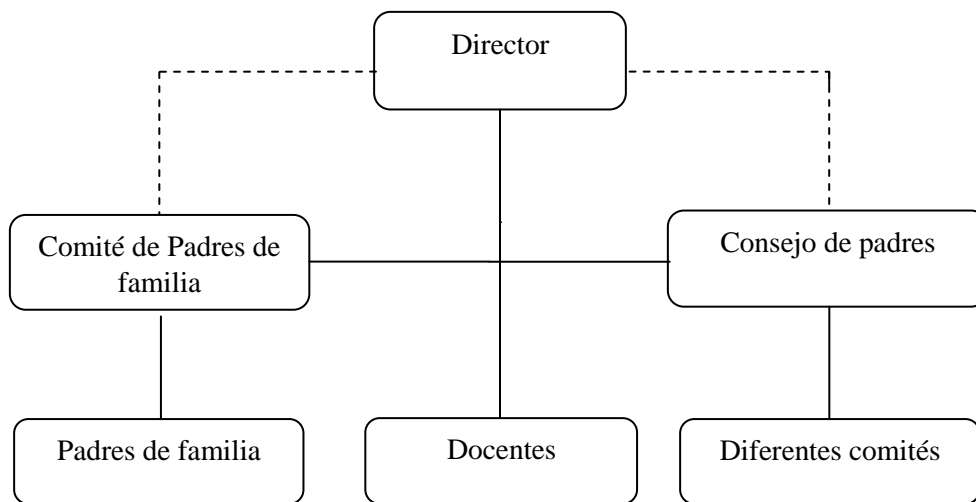 Director
Comité de Padres de
familia
Consejo de padres
Padres de familia
Docentes
Diferentes comités